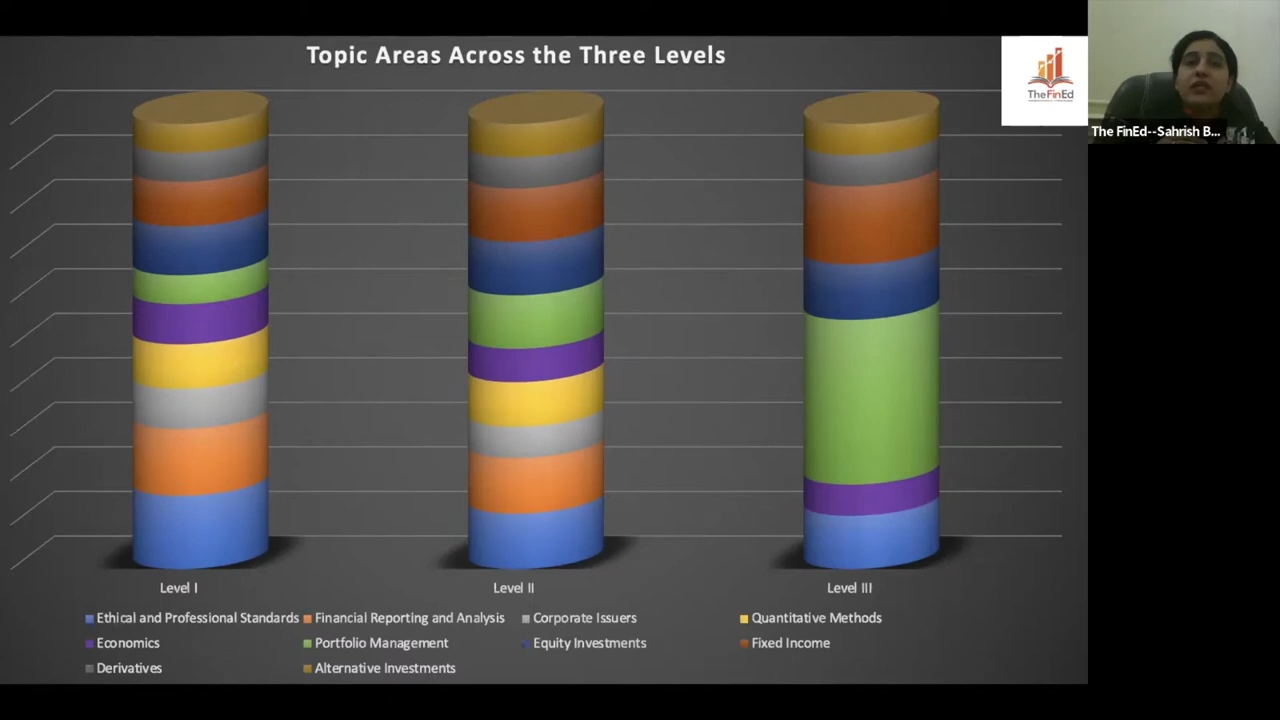 Topic Areas Across the Three Levels
TheFinEd
The FinEd--Sahrish B...
Level I
Level II
Level III
Ethical and Professional Standards
Financial Reporting and Analysis
Corporate Issuers
Quantitative Methods
Economics
Portfolio Management
Equity Investments
Fixed Income
Derivatives
Alternative Investments